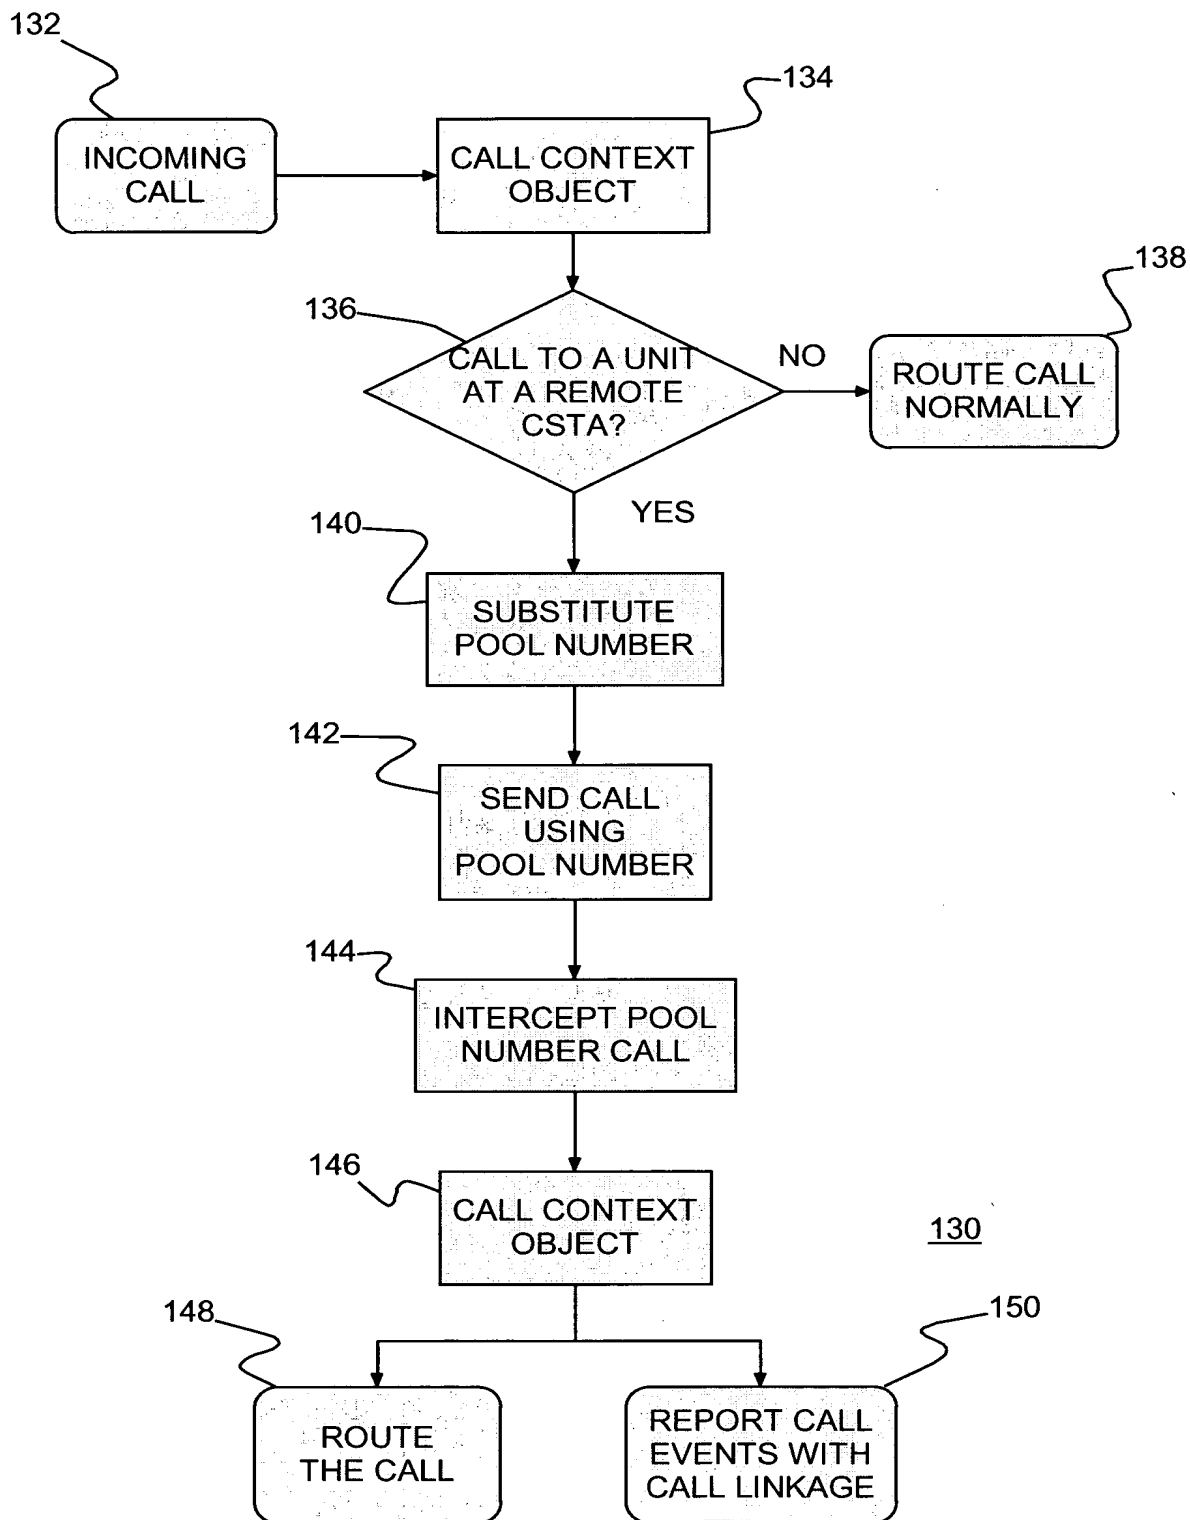 132
134
INCOMING
CALL
CALL CONTEXT
OBJECT
138
136
CALL TO A UNIT
AT A REMOTE
CSTA?
NO
ROUTE CALL
NORMALLY
YES
140
SUBSTITUTE
POOL NUMBER
142
SEND CALL
USING
POOL NUMBER
144
INTERCEPT POOL
NUMBER CALL
146
CALL CONTEXT
OBJECT
130
148
150
ROUTE
THE CALL
REPORT CALL
EVENTS WITH
CALL LINKAGE